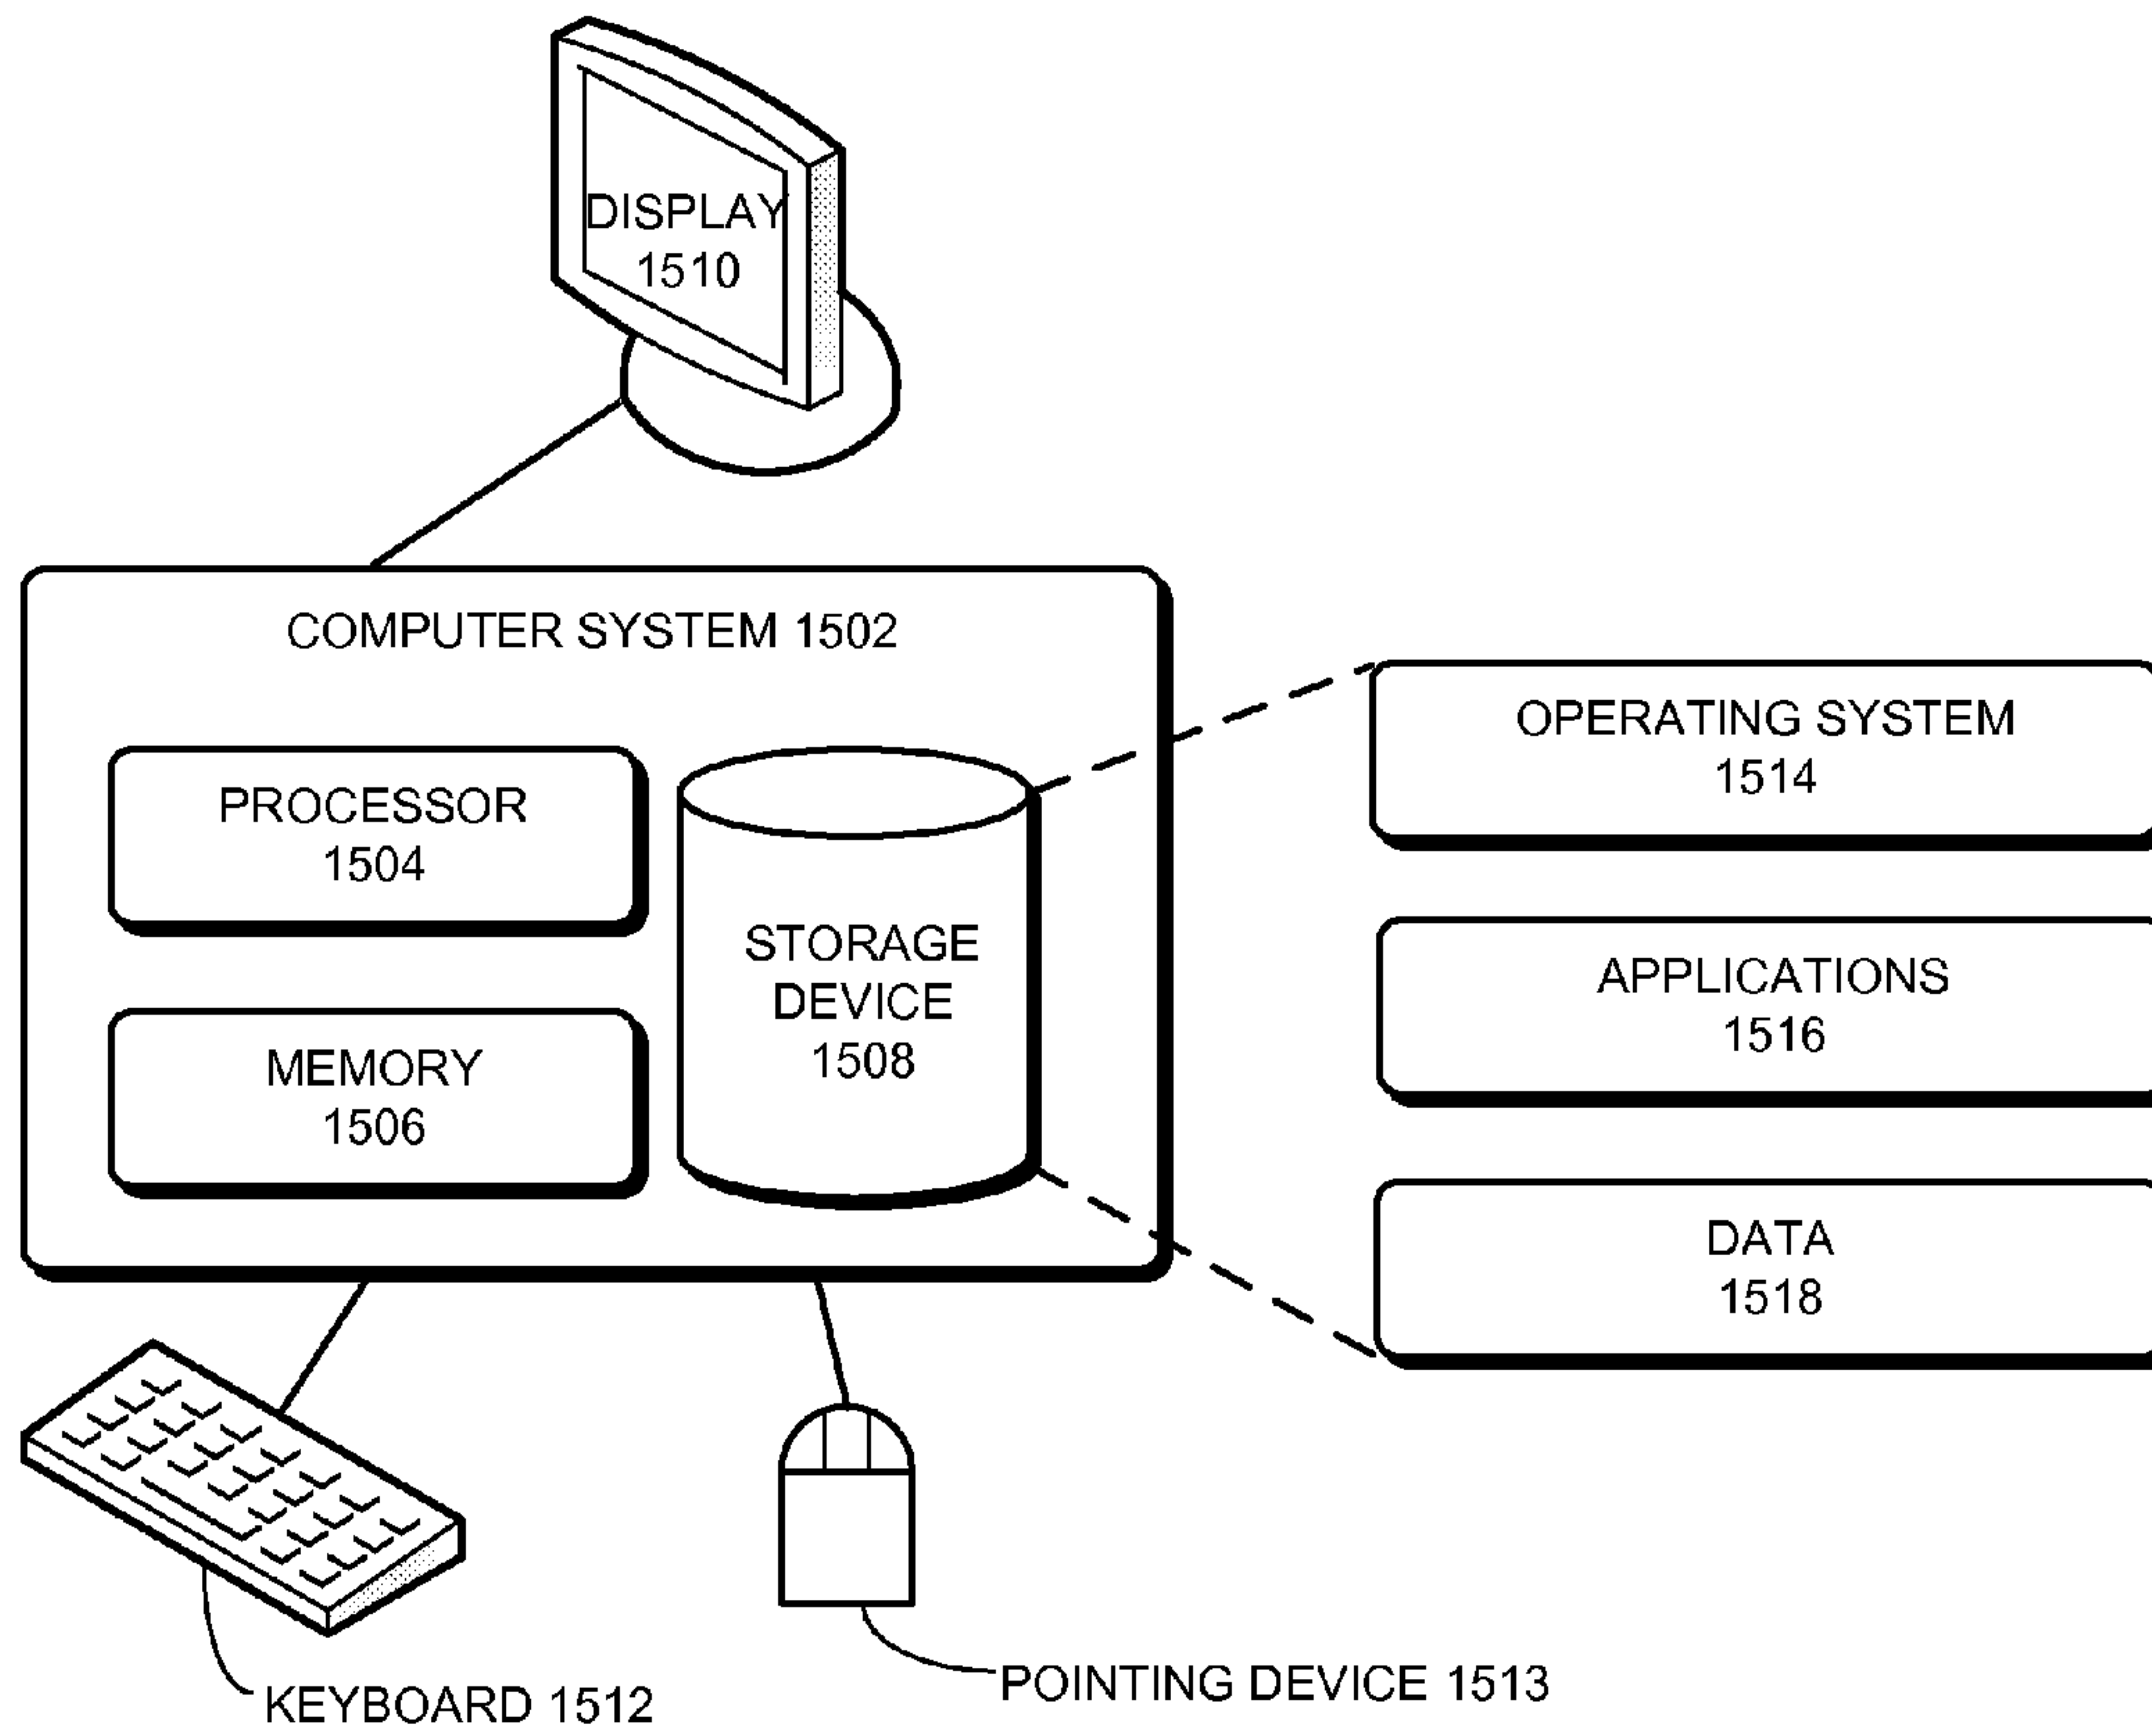 DISPLAY
1510
COMPUTER SYSTEM 1502
PROCESSOR
1504
MEMORY
1506
STORAGE
DEVICE
1508
OPERATING SYSTEM
1514
APPLICATIONS
1516
DATA
1518
KEYBOARD 1512
POINTING DEVICE 1513